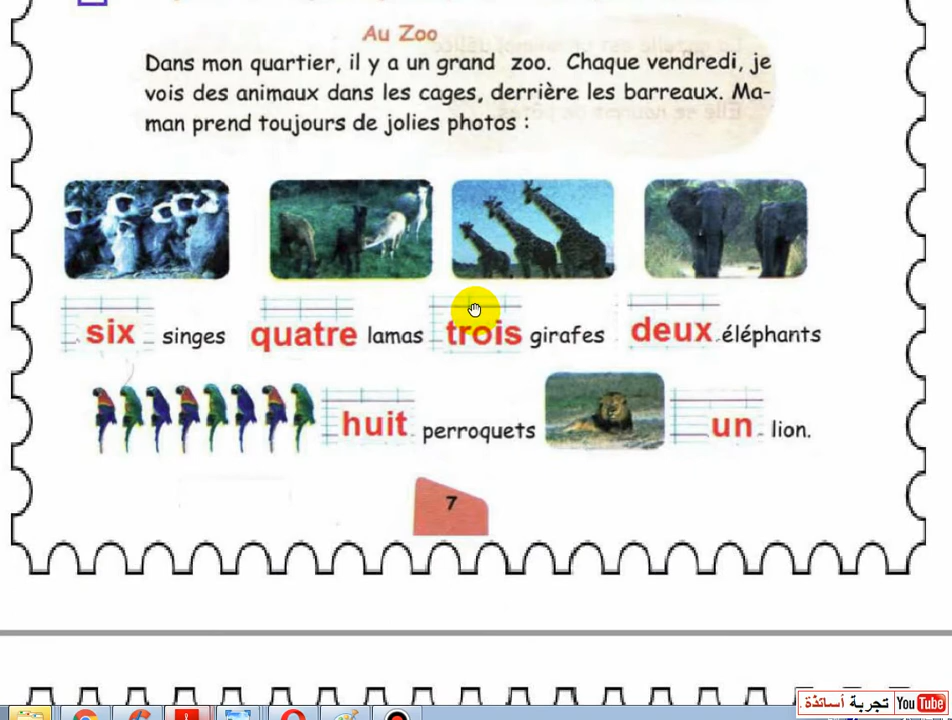 Au Zoo
Dans mon quartier, il y a un grand zoo. Chaque vendredi, je
vois des animaux dans les cages, derrière les barreaux. Ma-
man prend toujours de jolies photos :
six singes quatre lamas trois girafes deux éléphants
huit perroquets un lion.
7
تجربة أساتذة YouTube